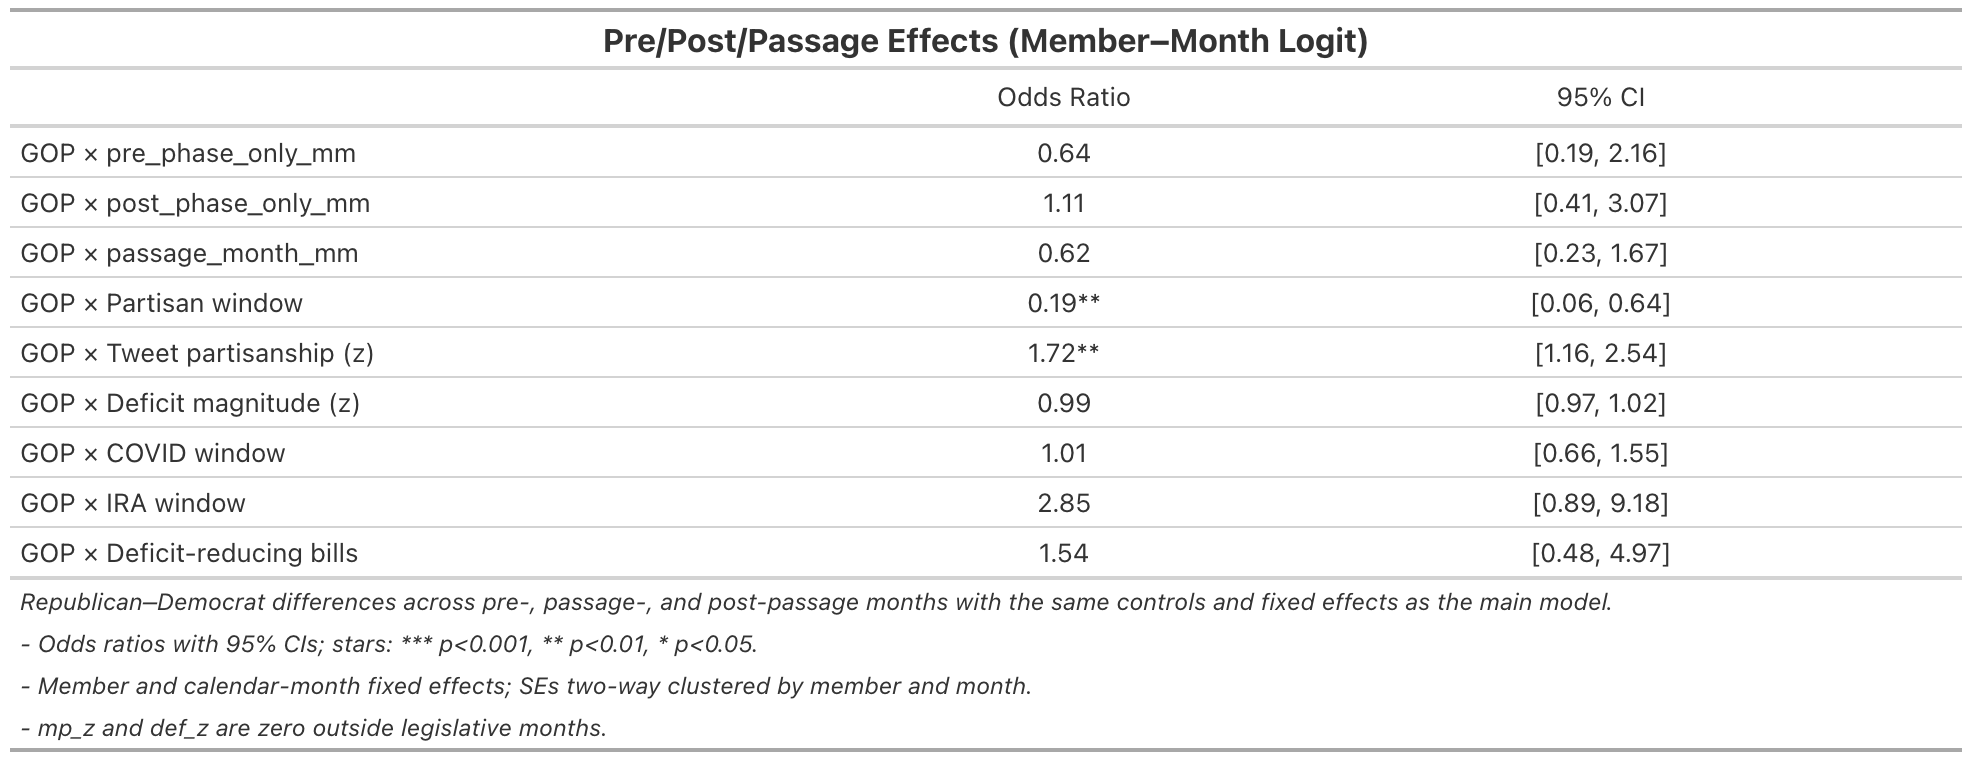 Pre/Post/Passage Effects (Member–Month Logit)
Odds Ratio 95% CI
GOP × pre_phase_only_mm 0.64 [0.19, 2.16]
GOP × post_phase_only_mm 1.11 [0.41, 3.07]
GOP × passage_month_mm 0.62 [0.23, 1.67]
GOP × Partisan window 0.19** [0.06, 0.64]
GOP × Tweet partisanship (z) 1.72** [1.16, 2.54]
GOP × Deficit magnitude (z) 0.99 [0.97, 1.02]
GOP × COVID window 1.01 [0.66, 1.55]
GOP × IRA window 2.85 [0.89, 9.18]
GOP × Deficit-reducing bills 1.54 [0.48, 4.97]
Republican–Democrat differences across pre-, passage-, and post-passage months with the same controls and fixed effects as the main model.
- Odds ratios with 95% CIs; stars: *** p<0.001, ** p<0.01, * p<0.05.
- Member and calendar-month fixed effects; SEs two-way clustered by member and month.
- mp_z and def_z are zero outside legislative months.